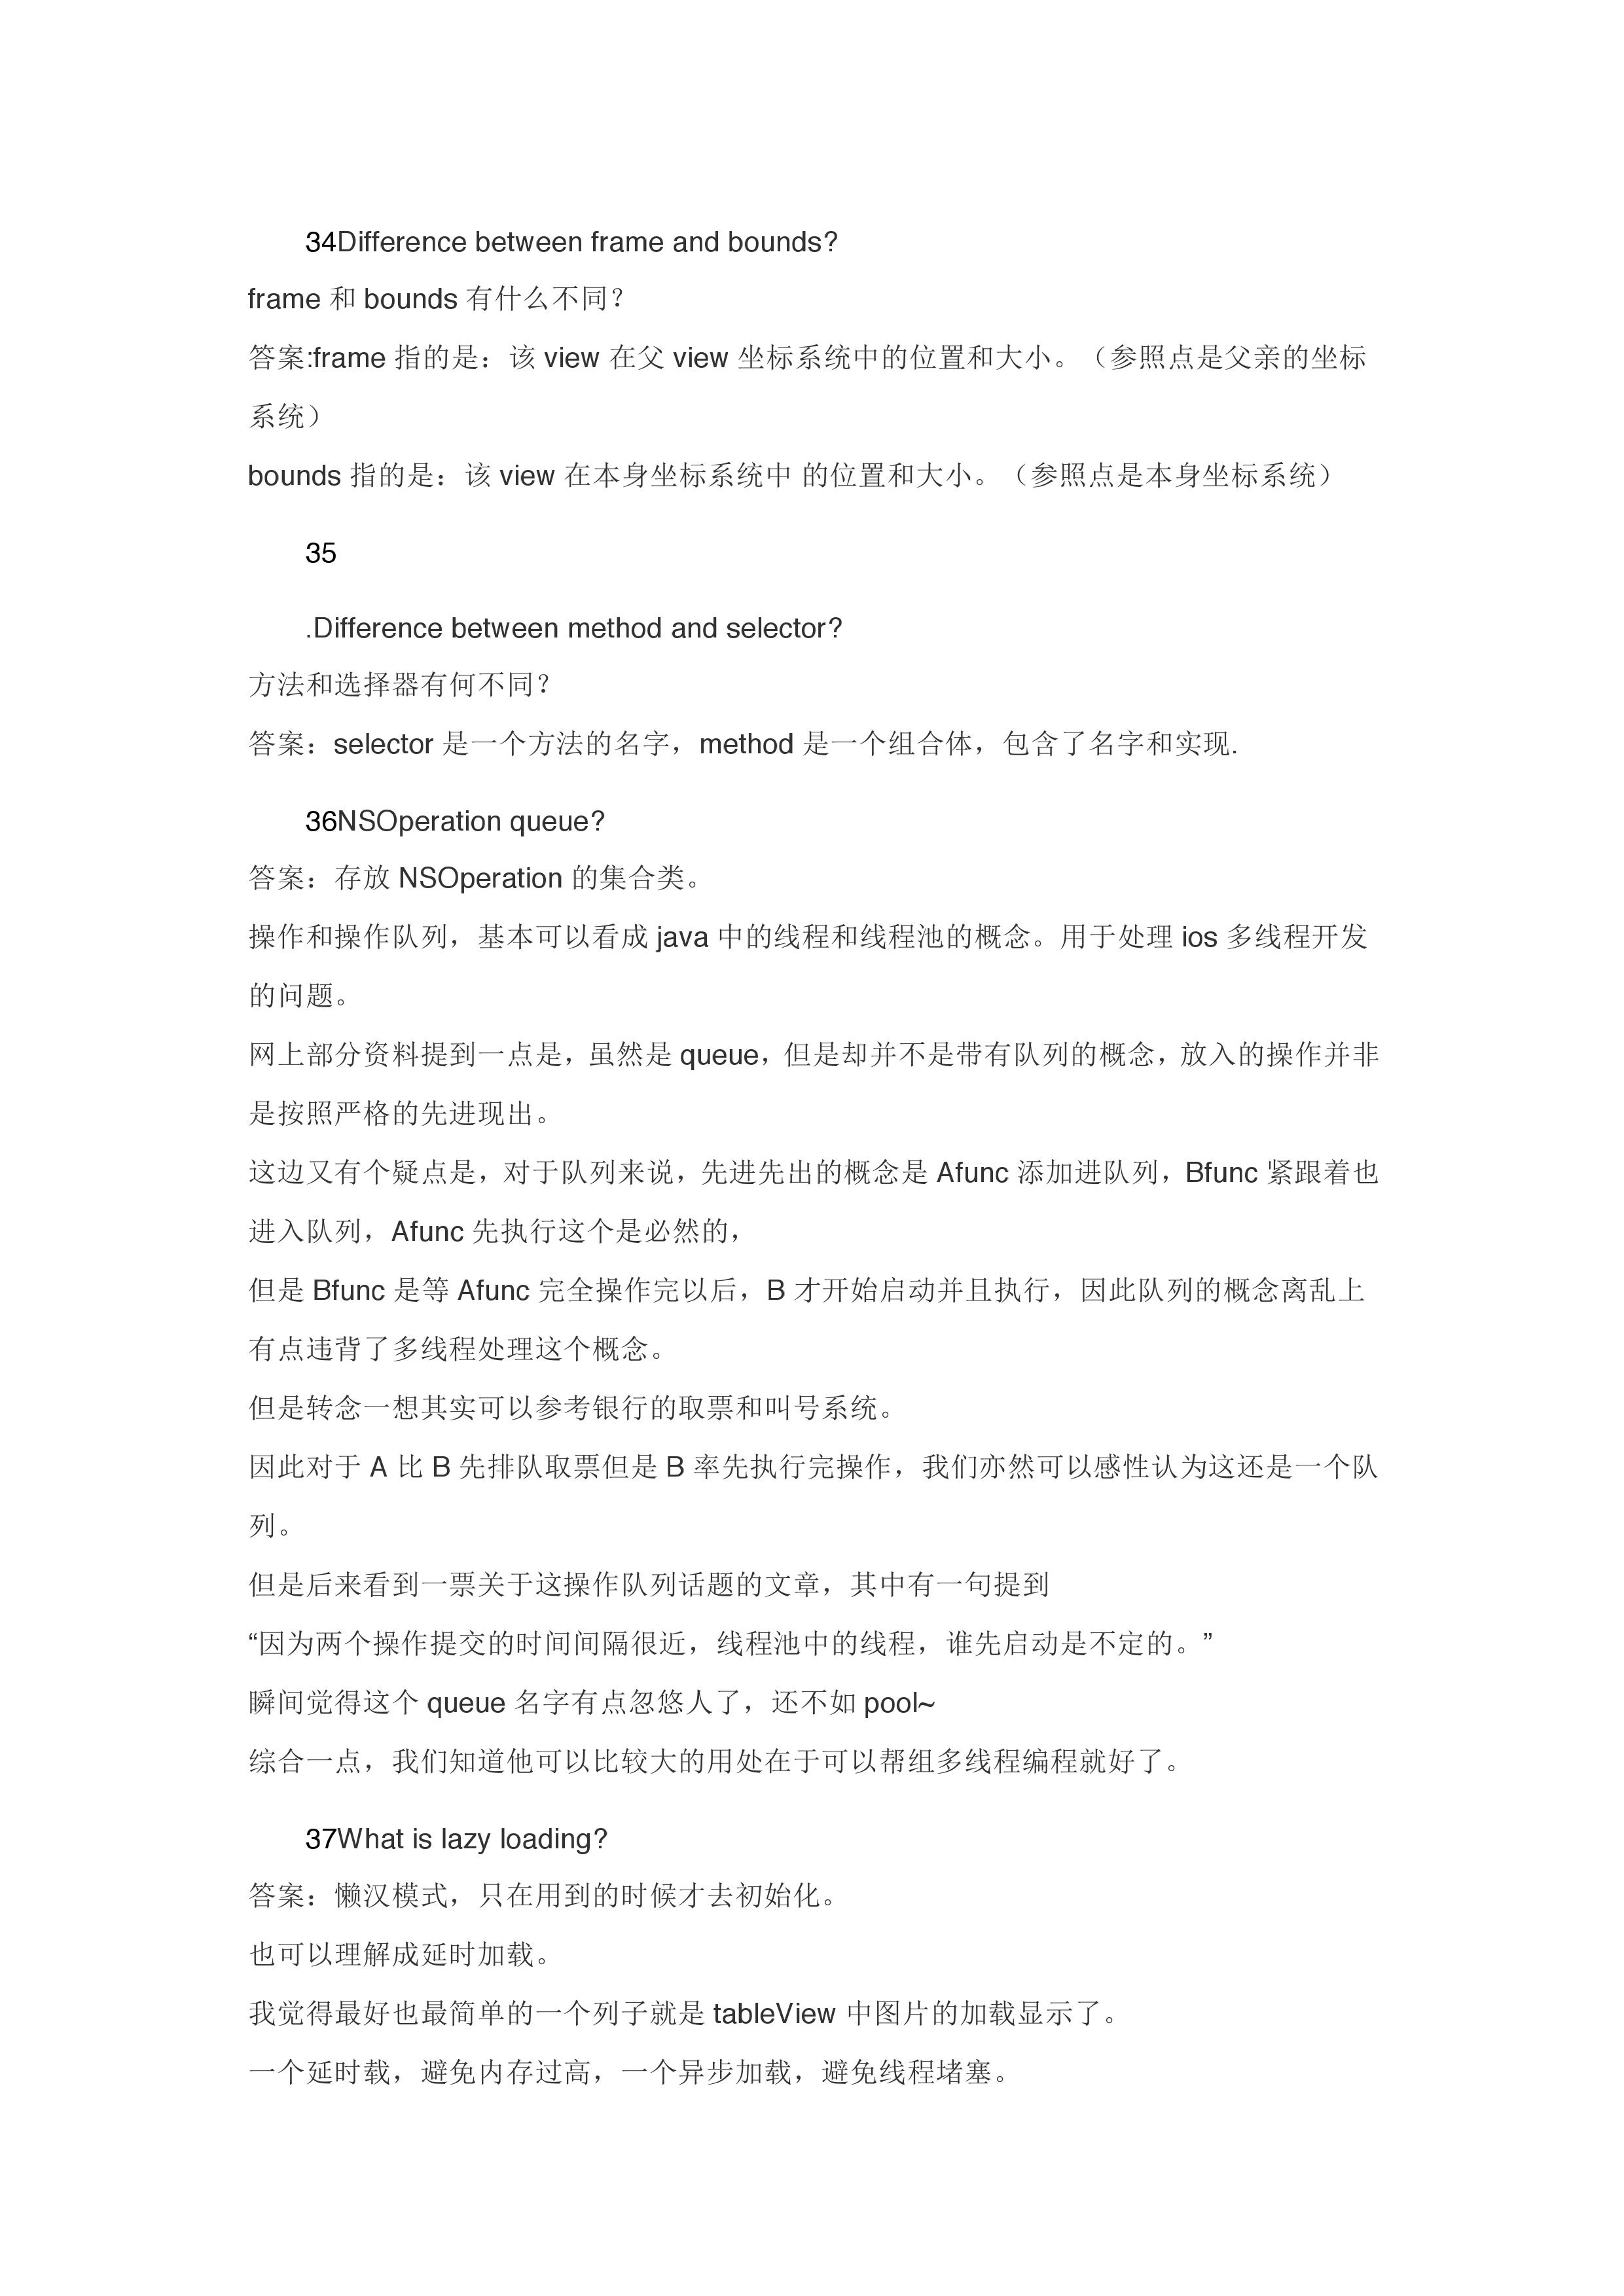 34Difference between frame and bounds?
frame 和 bounds 有什么不同？
答案:frame 指的是：该 view 在父 view 坐标系统中的位置和大小。（参照点是父亲的坐标
系统）
bounds 指的是：该 view 在本身坐标系统中 的位置和大小。（参照点是本身坐标系统）
35
.Difference between method and selector?
方法和选择器有何不同？
答案：selector 是一个方法的名字，method 是一个组合体，包含了名字和实现.
36NSOperation queue?
答案：存放 NSOperation 的集合类。
操作和操作队列，基本可以看成 java 中的线程和线程池的概念。用于处理 ios 多线程开发
的问题。
网上部分资料提到一点是，虽然是 queue，但是却并不是带有队列的概念，放入的操作并非
是按照严格的先进现出。
这边又有个疑点是，对于队列来说，先进先出的概念是 Afunc 添加进队列，Bfunc 紧跟着也
进入队列，Afunc 先执行这个是必然的，
但是 Bfunc 是等 Afunc 完全操作完以后，B 才开始启动并且执行，因此队列的概念离乱上
有点违背了多线程处理这个概念。
但是转念一想其实可以参考银行的取票和叫号系统。
因此对于 A 比 B 先排队取票但是 B 率先执行完操作，我们亦然可以感性认为这还是一个队
列。
但是后来看到一票关于这操作队列话题的文章，其中有一句提到
“因为两个操作提交的时间间隔很近，线程池中的线程，谁先启动是不定的。”
瞬间觉得这个 queue 名字有点忽悠人了，还不如 pool~
综合一点，我们知道他可以比较大的用处在于可以帮组多线程编程就好了。
37What is lazy loading?
答案：懒汉模式，只在用到的时候才去初始化。
也可以理解成延时加载。
我觉得最好也最简单的一个列子就是 tableView 中图片的加载显示了。
一个延时载，避免内存过高，一个异步加载，避免线程堵塞。